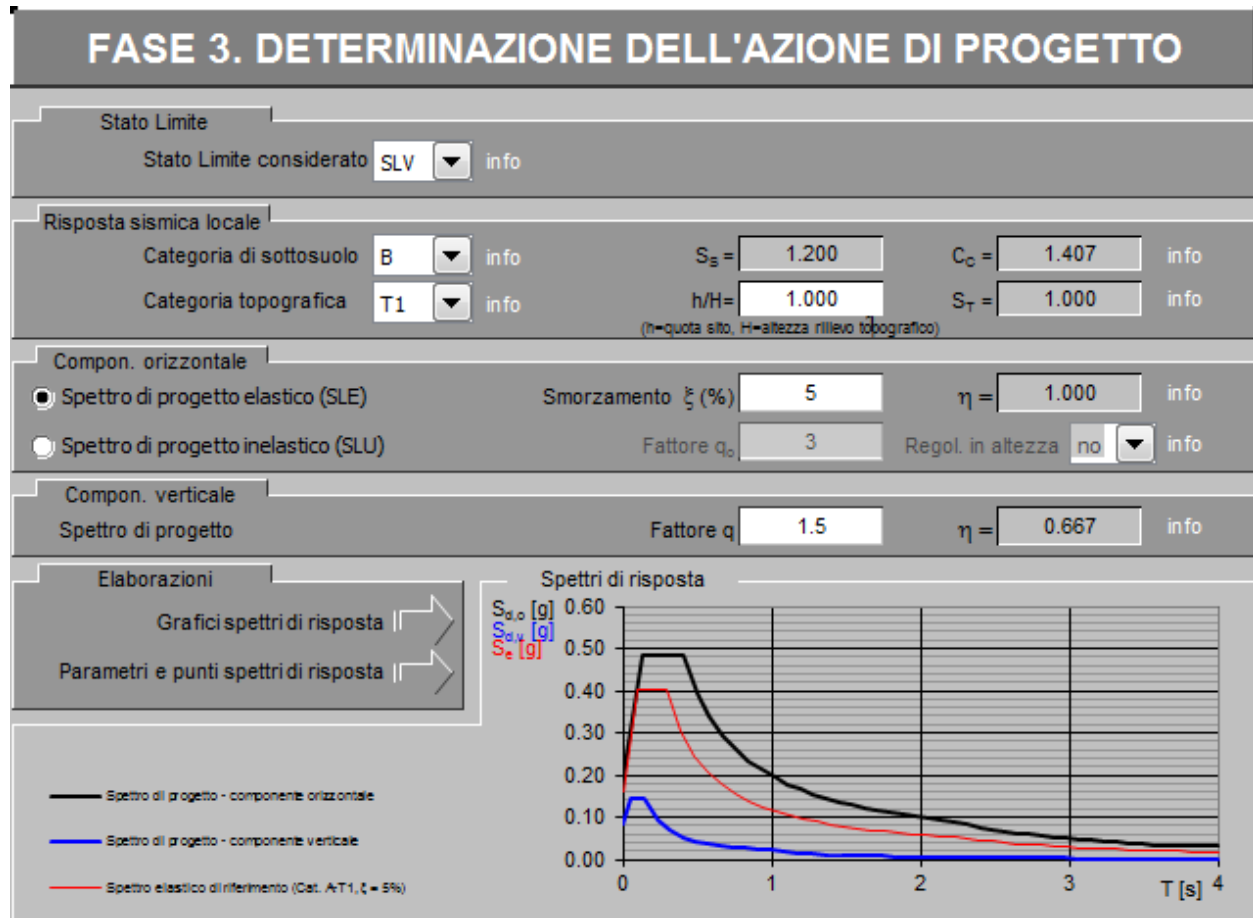 FASE 3. DETERMINAZIONE DELL'AZIONE DI PROGETTO
Stato Limite
Stato Limite considerato SLV info
Risposta sismica locale
Categoria di sottosuolo B info Sₛ = 1.200 C_C = 1.407 info
Categoria topografica T1 info h/H= 1.000 S_T = 1.000 info
(h=quota sito, H=altezza rilievo topografico)
Compon. orizzontale
Spettro di progetto elastico (SLE) Smorzamento ξ (%) 5 η = 1.000 info
Spettro di progetto inelastico (SLU) Fattore qₒ 3 Regol. in altezza no info
Compon. verticale
Spettro di progetto Fattore q 1.5 η = 0.667 info
Elaborazioni
Grafici spettri di risposta
Parametri e punti spettri di risposta
Spettri di risposta
S_d,o [g]
S_d,v [g]
S_e [g]
0.60
0.50
0.40
0.30
0.20
0.10
0.00
0 1 2 3 T [s] 4
Spettro di progetto - componente orizzontale
Spettro di progetto - componente verticale
Spettro elastico di riferimento (Cat. A-T1, ξ = 5%)